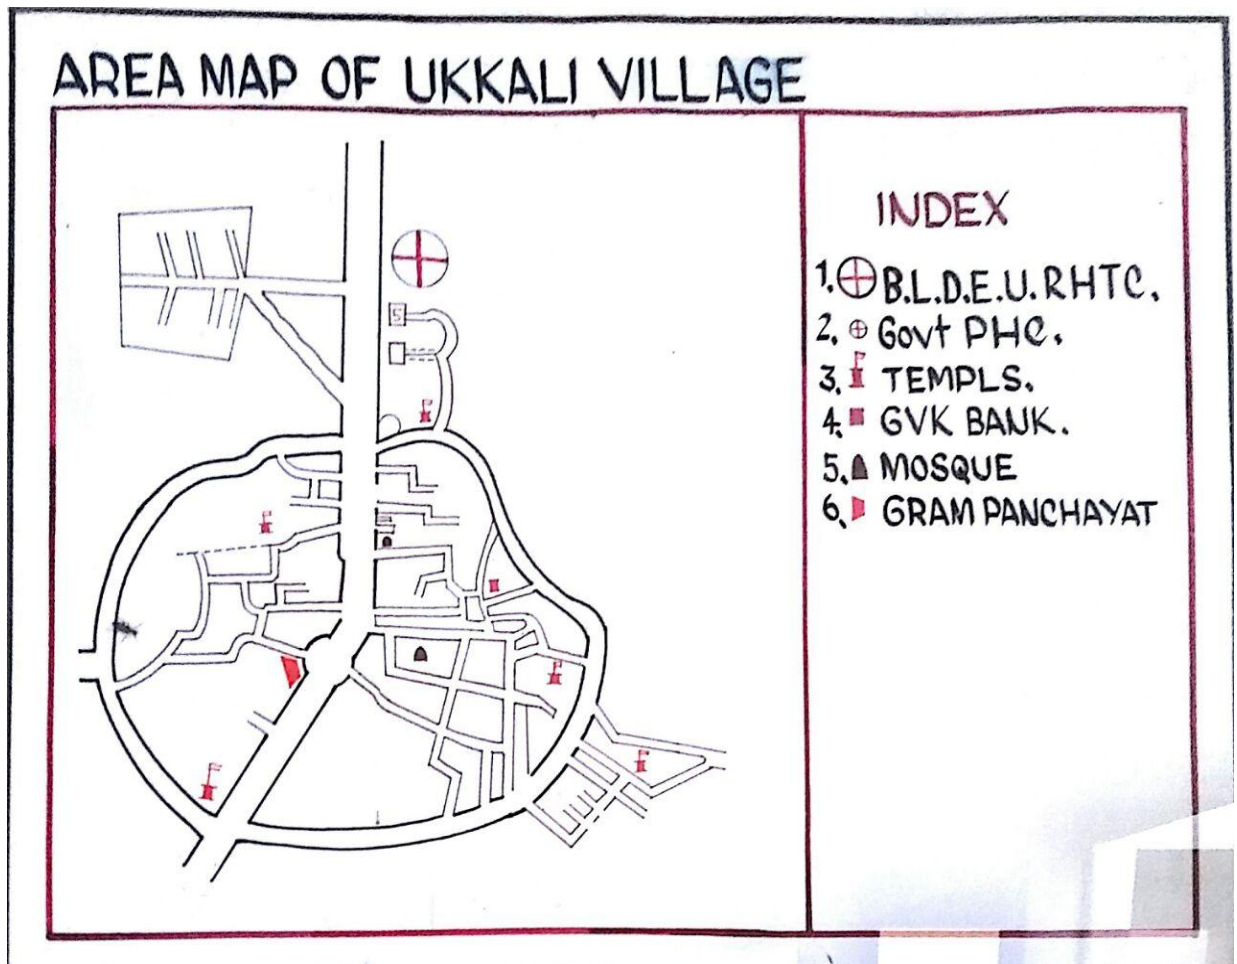 AREA MAP OF UKKALI VILLAGE
S
INDEX
1. B.L.D.E.U. RHTC.
2. Govt PHC.
3. TEMPLS.
4. GVK BANK.
5. MOSQUE
6. GRAM PANCHAYAT